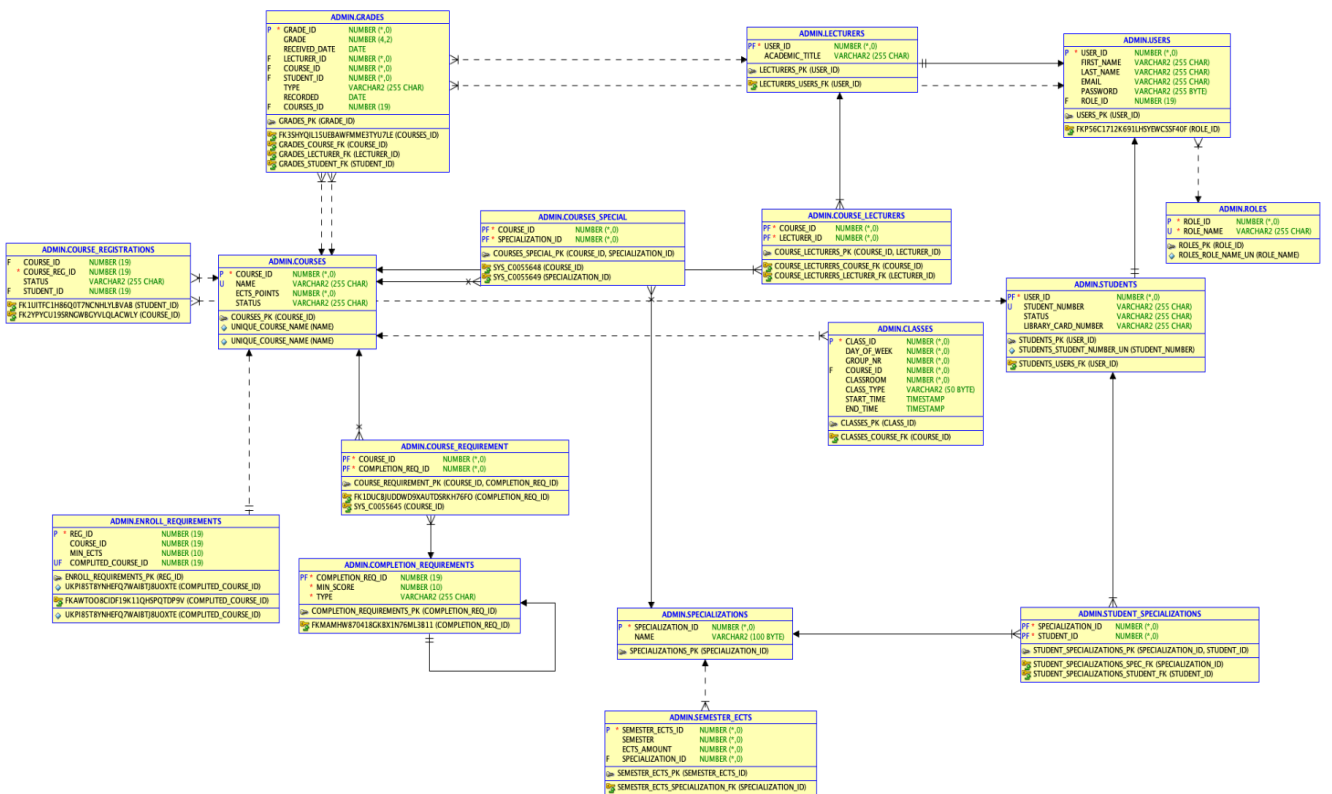 ADMIN.GRADES
P * GRADE_ID NUMBER (*,0)
GRADE NUMBER (4,2)
RECEIVED_DATE DATE
F LECTURER_ID NUMBER (*,0)
F COURSE_ID NUMBER (*,0)
F STUDENT_ID NUMBER (*,0)
TYPE VARCHAR2 (255 CHAR)
RECORDED DATE
F COURSES_ID NUMBER (19)
GRADES_PK (GRADE_ID)
FK3SHYQIL15UEBAWFMME3TYU7LE (COURSES_ID)
GRADES_COURSE_FK (COURSE_ID)
GRADES_LECTURER_FK (LECTURER_ID)
GRADES_STUDENT_FK (STUDENT_ID)
ADMIN.LECTURERS
PF * USER_ID NUMBER (*,0)
ACADEMIC_TITLE VARCHAR2 (255 CHAR)
LECTURERS_PK (USER_ID)
LECTURERS_USERS_FK (USER_ID)
ADMIN.USERS
P * USER_ID NUMBER (*,0)
FIRST_NAME VARCHAR2 (255 CHAR)
LAST_NAME VARCHAR2 (255 CHAR)
EMAIL VARCHAR2 (255 CHAR)
PASSWORD VARCHAR2 (255 BYTE)
F ROLE_ID NUMBER (19)
USERS_PK (USER_ID)
FKP56C1712K691LHSYEWCSSF40F (ROLE_ID)
ADMIN.ROLES
P * ROLE_ID NUMBER (*,0)
U * ROLE_NAME VARCHAR2 (255 CHAR)
ROLES_PK (ROLE_ID)
ROLES_ROLE_NAME_UN (ROLE_NAME)
ADMIN.COURSES_SPECIAL
PF * COURSE_ID NUMBER (*,0)
PF * SPECIALIZATION_ID NUMBER (*,0)
COURSES_SPECIAL_PK (COURSE_ID, SPECIALIZATION_ID)
SYS_C0055648 (COURSE_ID)
SYS_C0055649 (SPECIALIZATION_ID)
ADMIN.COURSE_LECTURERS
PF * COURSE_ID NUMBER (*,0)
PF * LECTURER_ID NUMBER (*,0)
COURSE_LECTURERS_PK (COURSE_ID, LECTURER_ID)
COURSE_LECTURERS_COURSE_FK (COURSE_ID)
COURSE_LECTURERS_LECTURER_FK (LECTURER_ID)
ADMIN.COURSE_REGISTRATIONS
F COURSE_ID NUMBER (19)
* COURSE_REG_ID NUMBER (19)
STATUS VARCHAR2 (255 CHAR)
F STUDENT_ID NUMBER (19)
FK1UITFC1H86Q0T7NCNHLYLBVAB (STUDENT_ID)
FK2YPYCU19SRNGWBGYVLQLACWLY (COURSE_ID)
ADMIN.COURSES
P * COURSE_ID NUMBER (*,0)
U NAME VARCHAR2 (255 CHAR)
ECTS_POINTS NUMBER (*,0)
STATUS VARCHAR2 (255 CHAR)
COURSES_PK (COURSE_ID)
UNIQUE_COURSE_NAME (NAME)
UNIQUE_COURSE_NAME (NAME)
ADMIN.STUDENTS
PF * USER_ID NUMBER (*,0)
U STUDENT_NUMBER VARCHAR2 (255 CHAR)
STATUS VARCHAR2 (255 CHAR)
LIBRARY_CARD_NUMBER VARCHAR2 (255 CHAR)
STUDENTS_PK (USER_ID)
STUDENTS_STUDENT_NUMBER_UN (STUDENT_NUMBER)
STUDENTS_USERS_FK (USER_ID)
ADMIN.CLASSES
P * CLASS_ID NUMBER (*,0)
DAY_OF_WEEK NUMBER (*,0)
GROUP_NR NUMBER (*,0)
F COURSE_ID NUMBER (*,0)
CLASSROOM NUMBER (*,0)
CLASS_TYPE VARCHAR2 (50 BYTE)
START_TIME TIMESTAMP
END_TIME TIMESTAMP
CLASSES_PK (CLASS_ID)
CLASSES_COURSE_FK (COURSE_ID)
ADMIN.COURSE_REQUIREMENT
PF * COURSE_ID NUMBER (*,0)
PF * COMPLETION_REQ_ID NUMBER (*,0)
COURSE_REQUIREMENT_PK (COURSE_ID, COMPLETION_REQ_ID)
FK1DUCBJUDDWD9XAUTDSRKH76FO (COMPLETION_REQ_ID)
SYS_C0055645 (COURSE_ID)
ADMIN.ENROLL_REQUIREMENTS
P * REG_ID NUMBER (19)
COURSE_ID NUMBER (19)
MIN_ECTS NUMBER (10)
UF COMPLITED_COURSE_ID NUMBER (19)
ENROLL_REQUIREMENTS_PK (REG_ID)
UKPI85T8YNHEFQ7WAIBTJ8UOXTE (COMPLITED_COURSE_ID)
FKAWTOO8CIDF19K11QHSPQTDP9V (COMPLITED_COURSE_ID)
UKPI85T8YNHEFQ7WAIBTJ8UOXTE (COMPLITED_COURSE_ID)
ADMIN.COMPLETION_REQUIREMENTS
PF * COMPLETION_REQ_ID NUMBER (19)
* MIN_SCORE NUMBER (10)
* TYPE VARCHAR2 (255 CHAR)
COMPLETION_REQUIREMENTS_PK (COMPLETION_REQ_ID)
FKMAMHW870418GK8X1N76ML3B11 (COMPLETION_REQ_ID)
ADMIN.SPECIALIZATIONS
P * SPECIALIZATION_ID NUMBER (*,0)
NAME VARCHAR2 (100 BYTE)
SPECIALIZATIONS_PK (SPECIALIZATION_ID)
ADMIN.STUDENT_SPECIALIZATIONS
PF * SPECIALIZATION_ID NUMBER (*,0)
PF * STUDENT_ID NUMBER (*,0)
STUDENT_SPECIALIZATIONS_PK (SPECIALIZATION_ID, STUDENT_ID)
STUDENT_SPECIALIZATIONS_SPEC_FK (SPECIALIZATION_ID)
STUDENT_SPECIALIZATIONS_STUDENT_FK (STUDENT_ID)
ADMIN.SEMESTER_ECTS
P * SEMESTER_ECTS_ID NUMBER (*,0)
SEMESTER NUMBER (*,0)
ECTS_AMOUNT NUMBER (*,0)
F SPECIALIZATION_ID NUMBER (*,0)
SEMESTER_ECTS_PK (SEMESTER_ECTS_ID)
SEMESTER_ECTS_SPECIALIZATION_FK (SPECIALIZATION_ID)